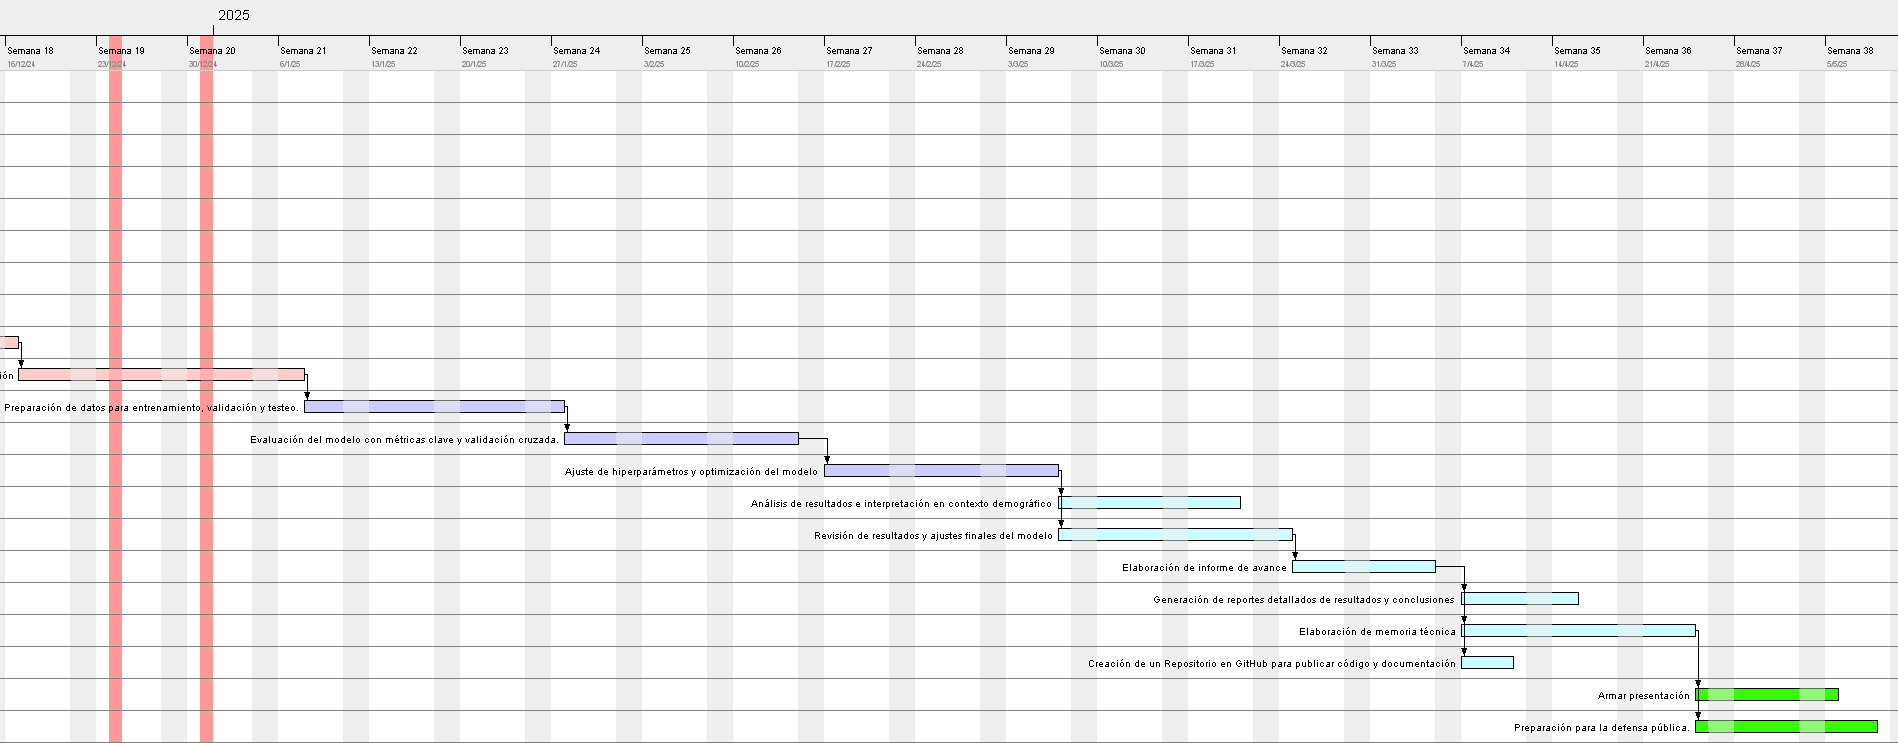 2025
Semana 18 Semana 19 Semana 20 Semana 21 Semana 22 Semana 23 Semana 24 Semana 25 Semana 26 Semana 27 Semana 28 Semana 29 Semana 30 Semana 31 Semana 32 Semana 33 Semana 34 Semana 35 Semana 36 Semana 37 Semana 38
16/12/24 23/12/24 30/12/24 6/1/25 13/1/25 20/1/25 27/1/25 3/2/25 10/2/25 17/2/25 24/2/25 3/3/25 10/3/25 17/3/25 24/3/25 31/3/25 7/4/25 14/4/25 21/4/25 28/4/25 5/5/25
ión
Preparación de datos para entrenamiento, validación y testeo.
Evaluación del modelo con métricas clave y validación cruzada.
Ajuste de hiperparámetros y optimización del modelo
Análisis de resultados e interpretación en contexto demográfico
Revisión de resultados y ajustes finales del modelo
Elaboración de informe de avance
Generación de reportes detallados de resultados y conclusiones
Elaboración de memoria técnica
Creación de un Repositorio en GitHub para publicar código y documentación
Armar presentación
Preparación para la defensa pública.